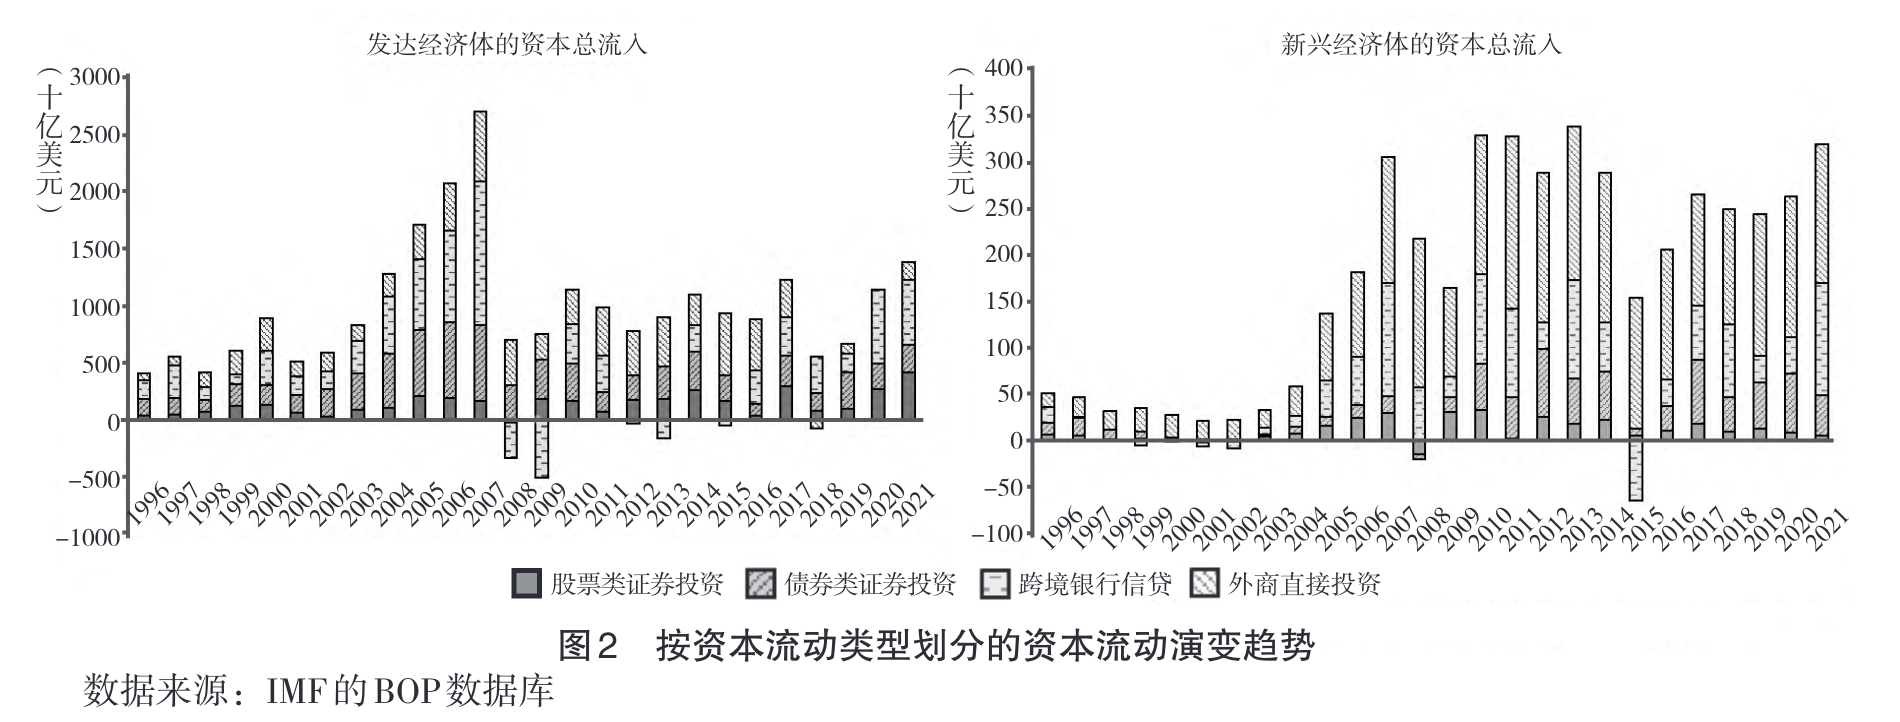 发达经济体的资本总流入
（十亿美元）
3000
2500
2000
1500
1000
500
0
-500
-1000
1996 1997 1998 1999 2000 2001 2002 2003 2004 2005 2006 2007 2008 2009 2010 2011 2012 2013 2014 2015 2016 2017 2018 2019 2020 2021
新兴经济体的资本总流入
（十亿美元）
400
350
300
250
200
150
100
50
0
-50
-100
1996 1997 1998 1999 2000 2001 2002 2003 2004 2005 2006 2007 2008 2009 2010 2011 2012 2013 2014 2015 2016 2017 2018 2019 2020 2021
股票类证券投资 债券类证券投资 跨境银行信贷 外商直接投资
图2 按资本流动类型划分的资本流动演变趋势
数据来源：IMF的BOP数据库